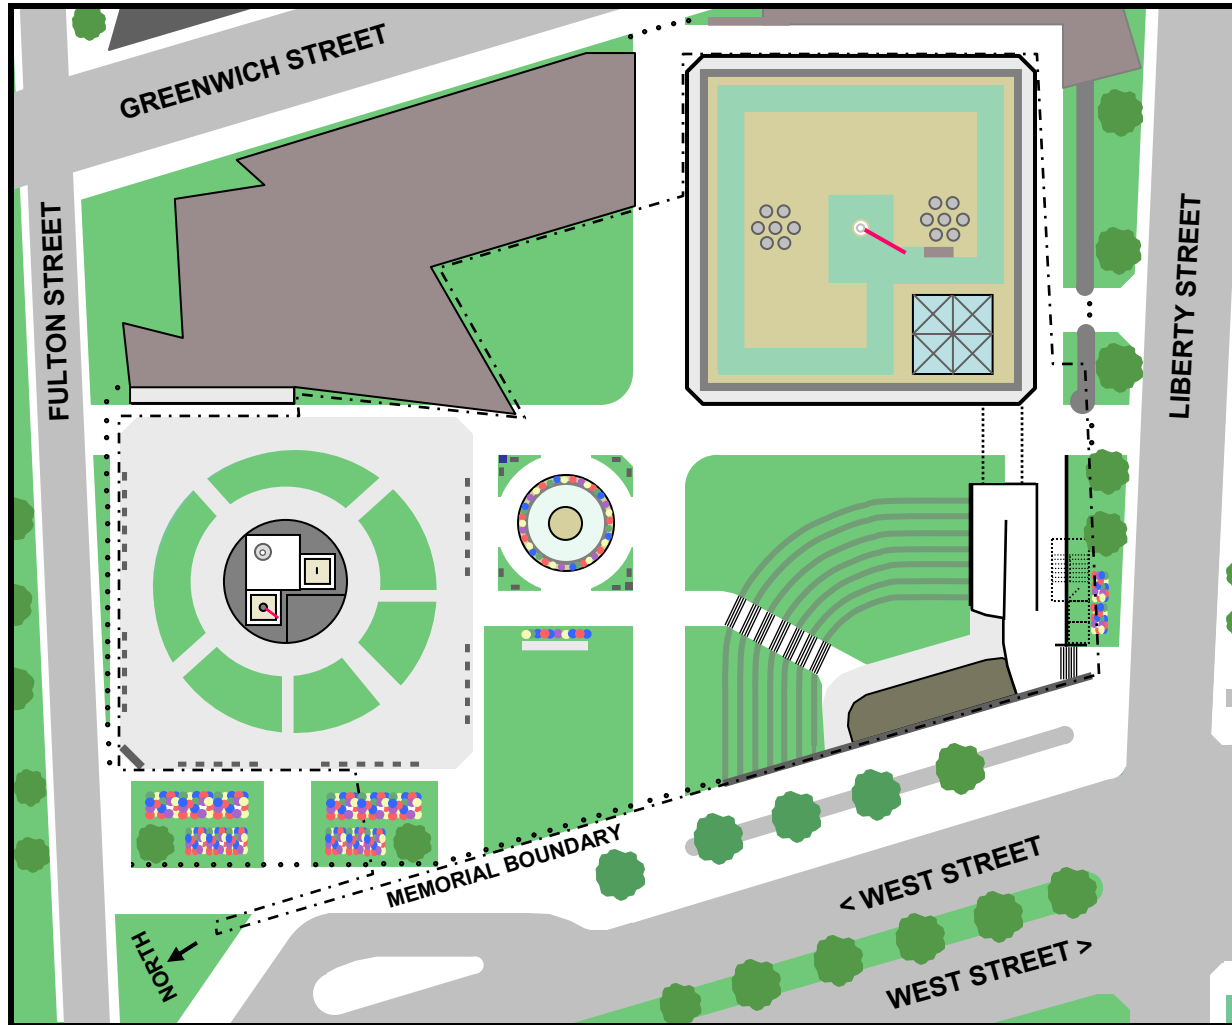 GREENWICH STREET
FULTON STREET
LIBERTY STREET
MEMORIAL BOUNDARY
< WEST STREET
WEST STREET >
NORTH